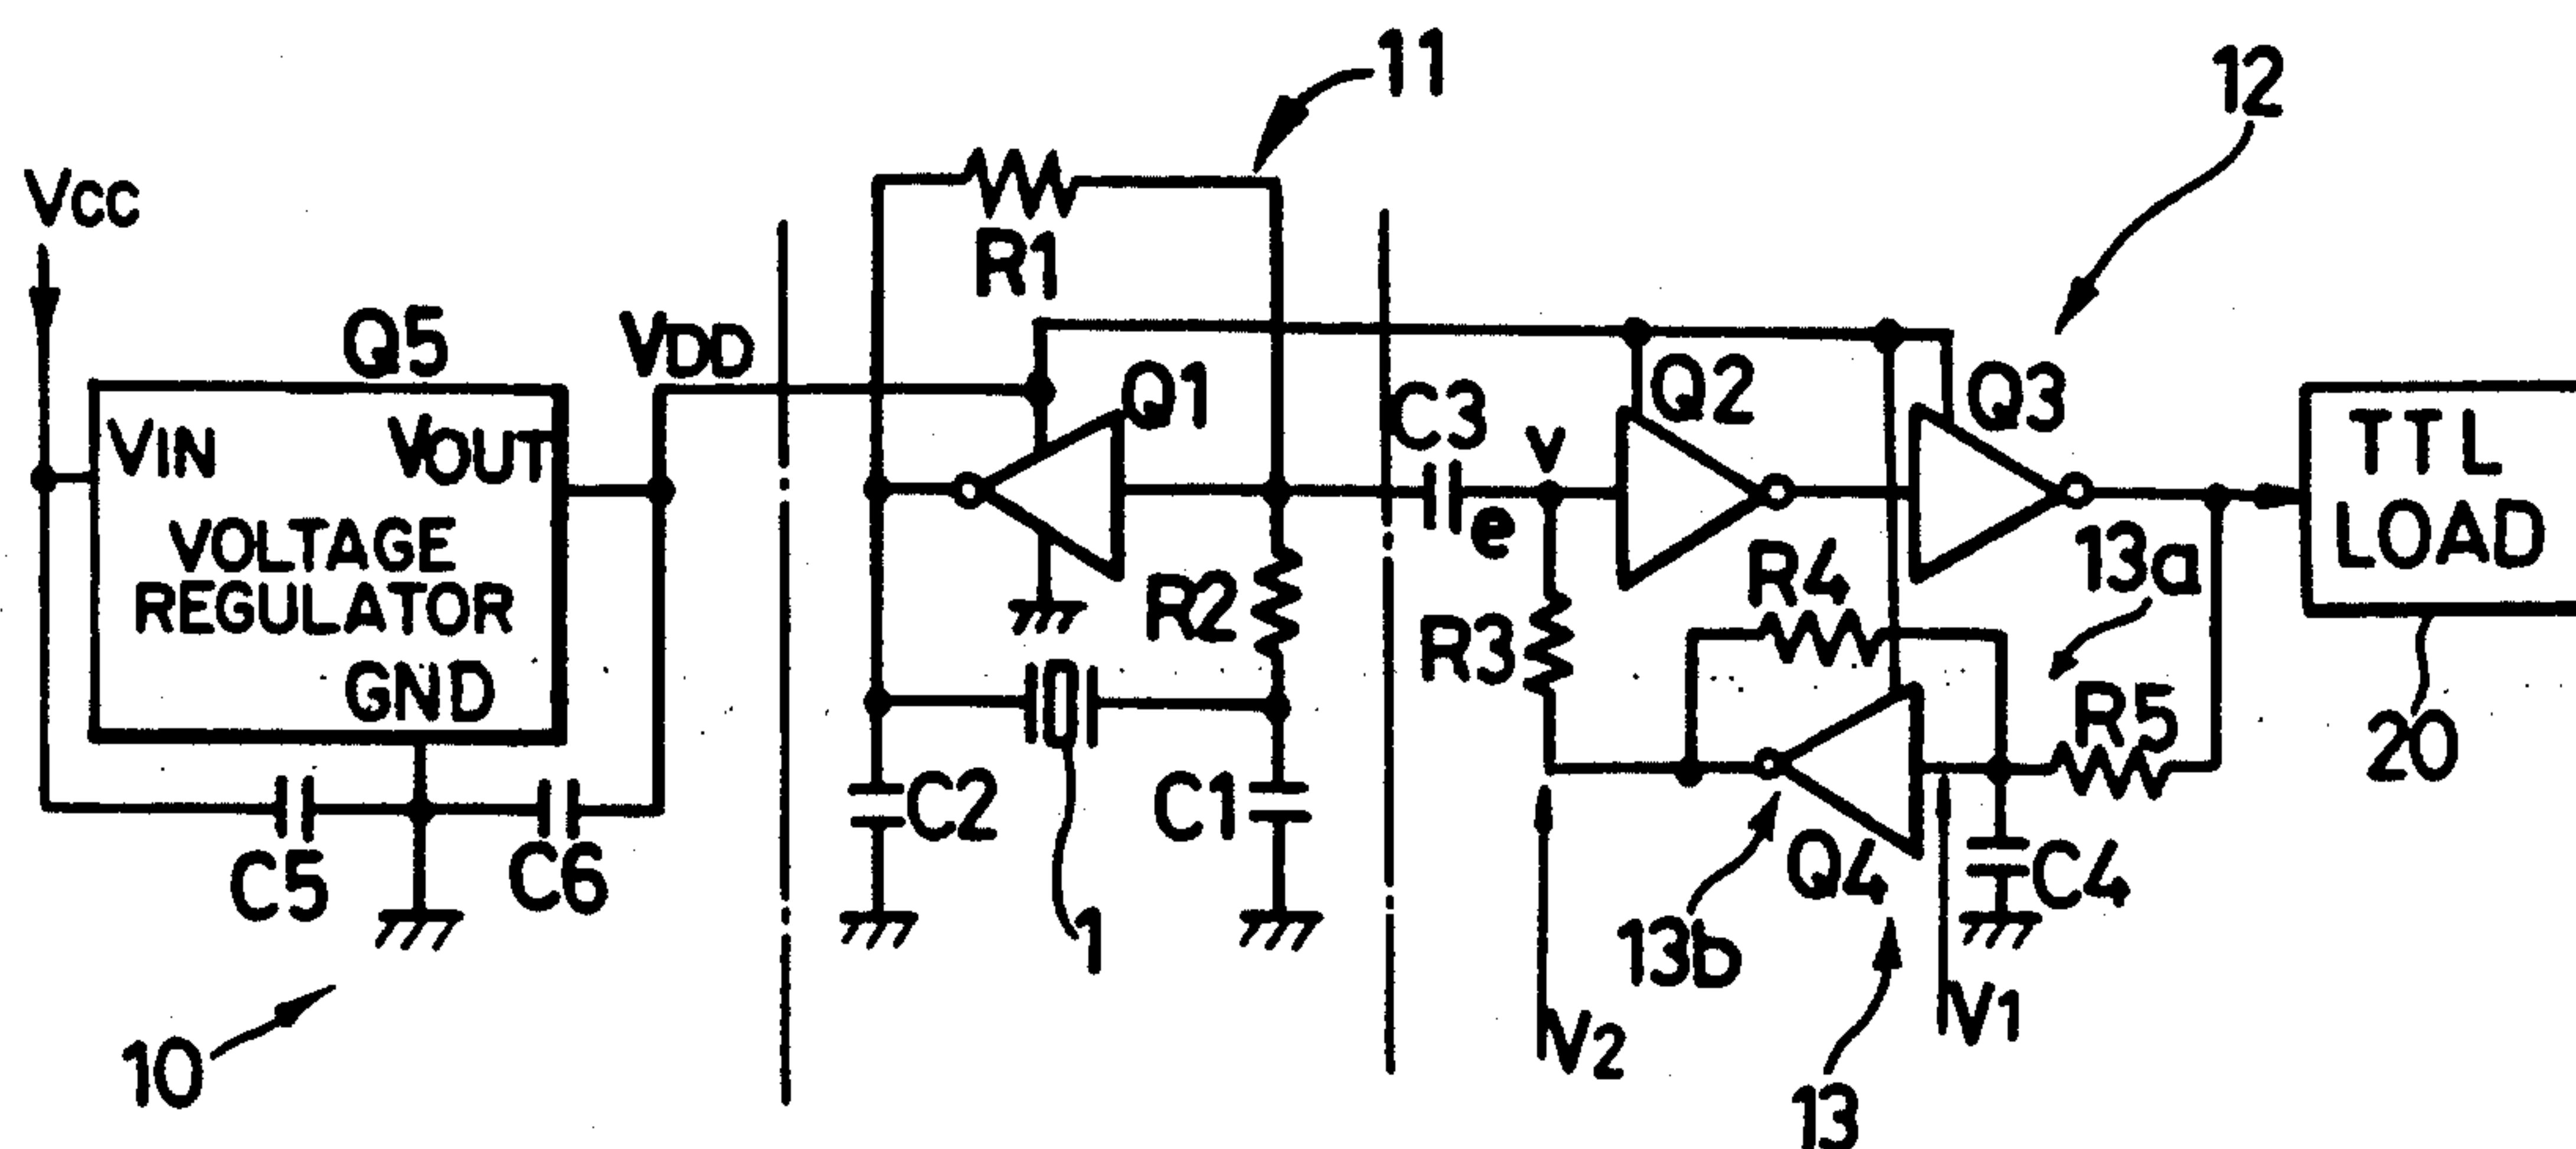 11
12
VCC
R1
Q5
VDD
Q1
C3
v
Q2
Q3
VIN
VOUT
TTL
LOAD
e
VOLTAGE
REGULATOR
R2
R3
R4
13a
GND
R5
20
C2
C1
C5
C6
Q4
C4
1
13b
V2
V1
10
13